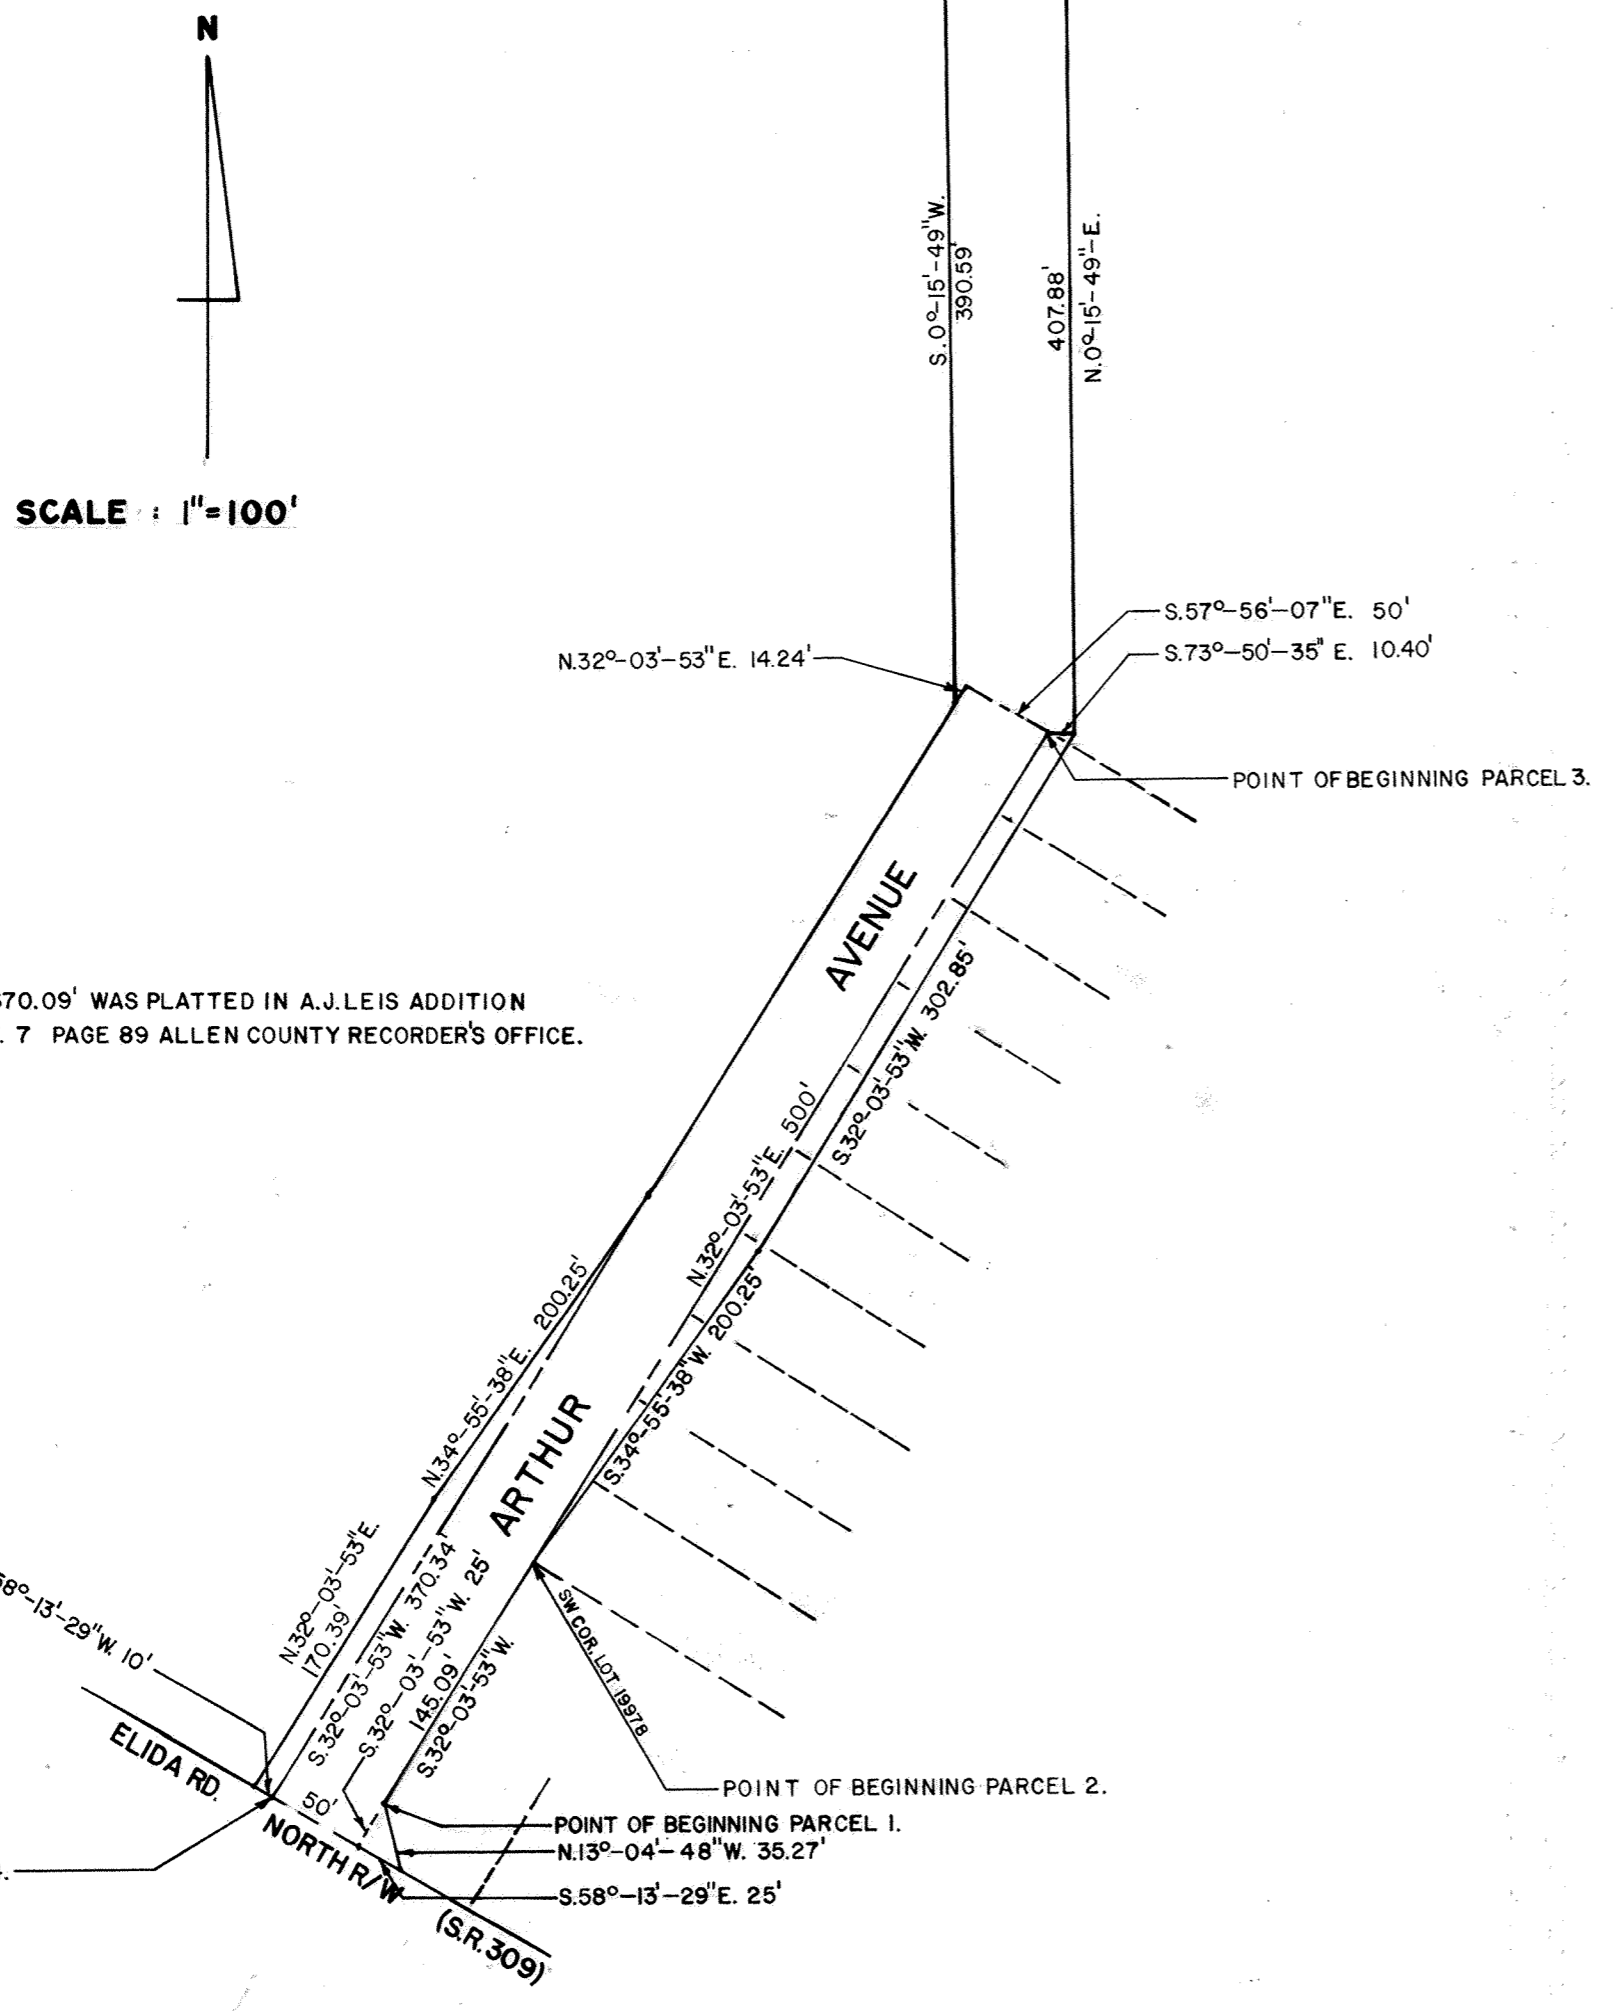 N
SCALE : 1"=100'
S.0°-15'-49"W.
390.59'
407.88'
N.0°-15'-49"-E.
S.57°-56'-07"E. 50'
S.73°-50'-35" E. 10.40'
N.32°-03'-53"E. 14.24'
POINT OF BEGINNING PARCEL 3.
AVENUE
70.09' WAS PLATTED IN A.J. LEIS ADDITION
. 7 PAGE 89 ALLEN COUNTY RECORDER'S OFFICE.
S.32°-03'-53"W. 302.85'
N.32°-03'-53"E. 500'
N.34°-55'-38"E. 200.25'
S.34°-55'-38"W. 200.25'
ARTHUR
N.32°-03'-53"E.
170.39'
S.32°-03'-53"W. 370.34'
S.32°-03'-53"W. 25'
145.09'
S.32°-03'-53"W.
SW COR. LOT 19978
8°-13'-29"W. 10'
ELIDA RD.
50'
NORTH R/W
(S.R. 309)
POINT OF BEGINNING PARCEL 2.
POINT OF BEGINNING PARCEL 1.
N.13°-04'-48"W. 35.27'
S.58°-13'-29"E. 25'